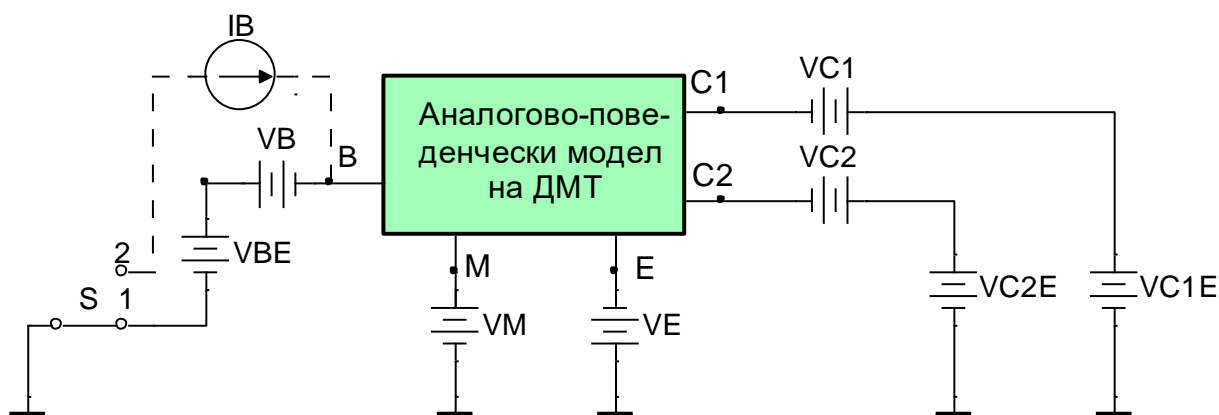 IB
C1
VC1
Аналогово-пове-
денчески модел
на ДМТ
VB
B
VC2
C2
2
VBE
M
E
S
1
VM
VE
VC2E
VC1E